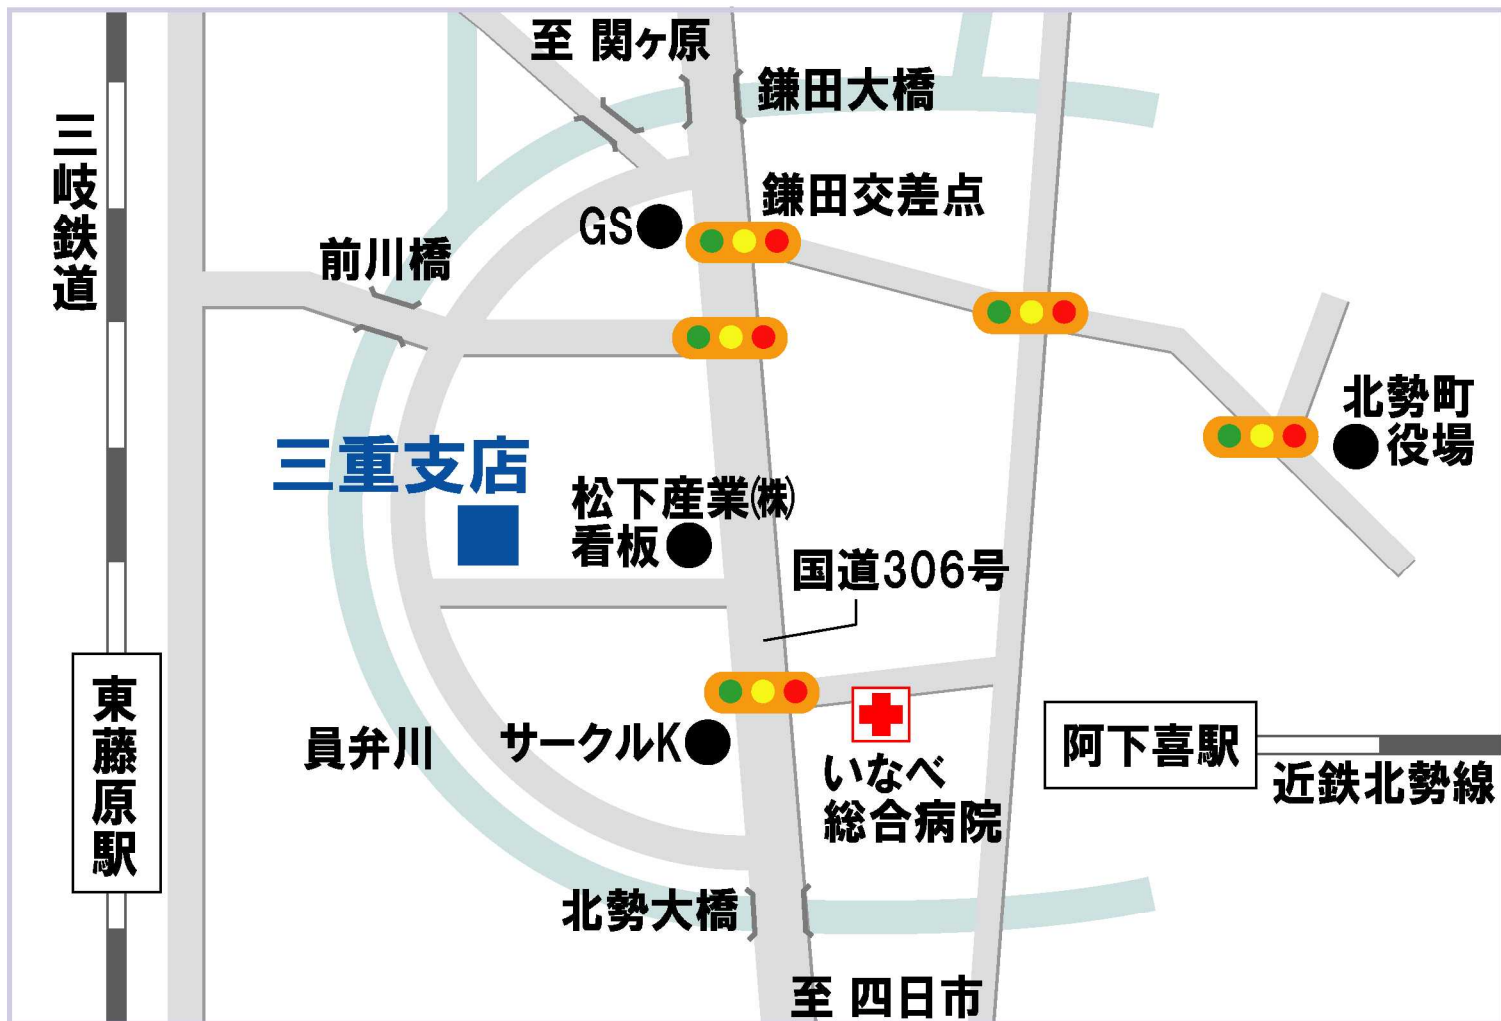 至 関ヶ原
鎌田大橋
三岐鉄道
鎌田交差点
GS
前川橋
北勢町
役場
三重支店
松下産業㈱
看板
国道306号
東藤原駅
員弁川
サークルK
いなべ
総合病院
阿下喜駅
近鉄北勢線
北勢大橋
至 四日市